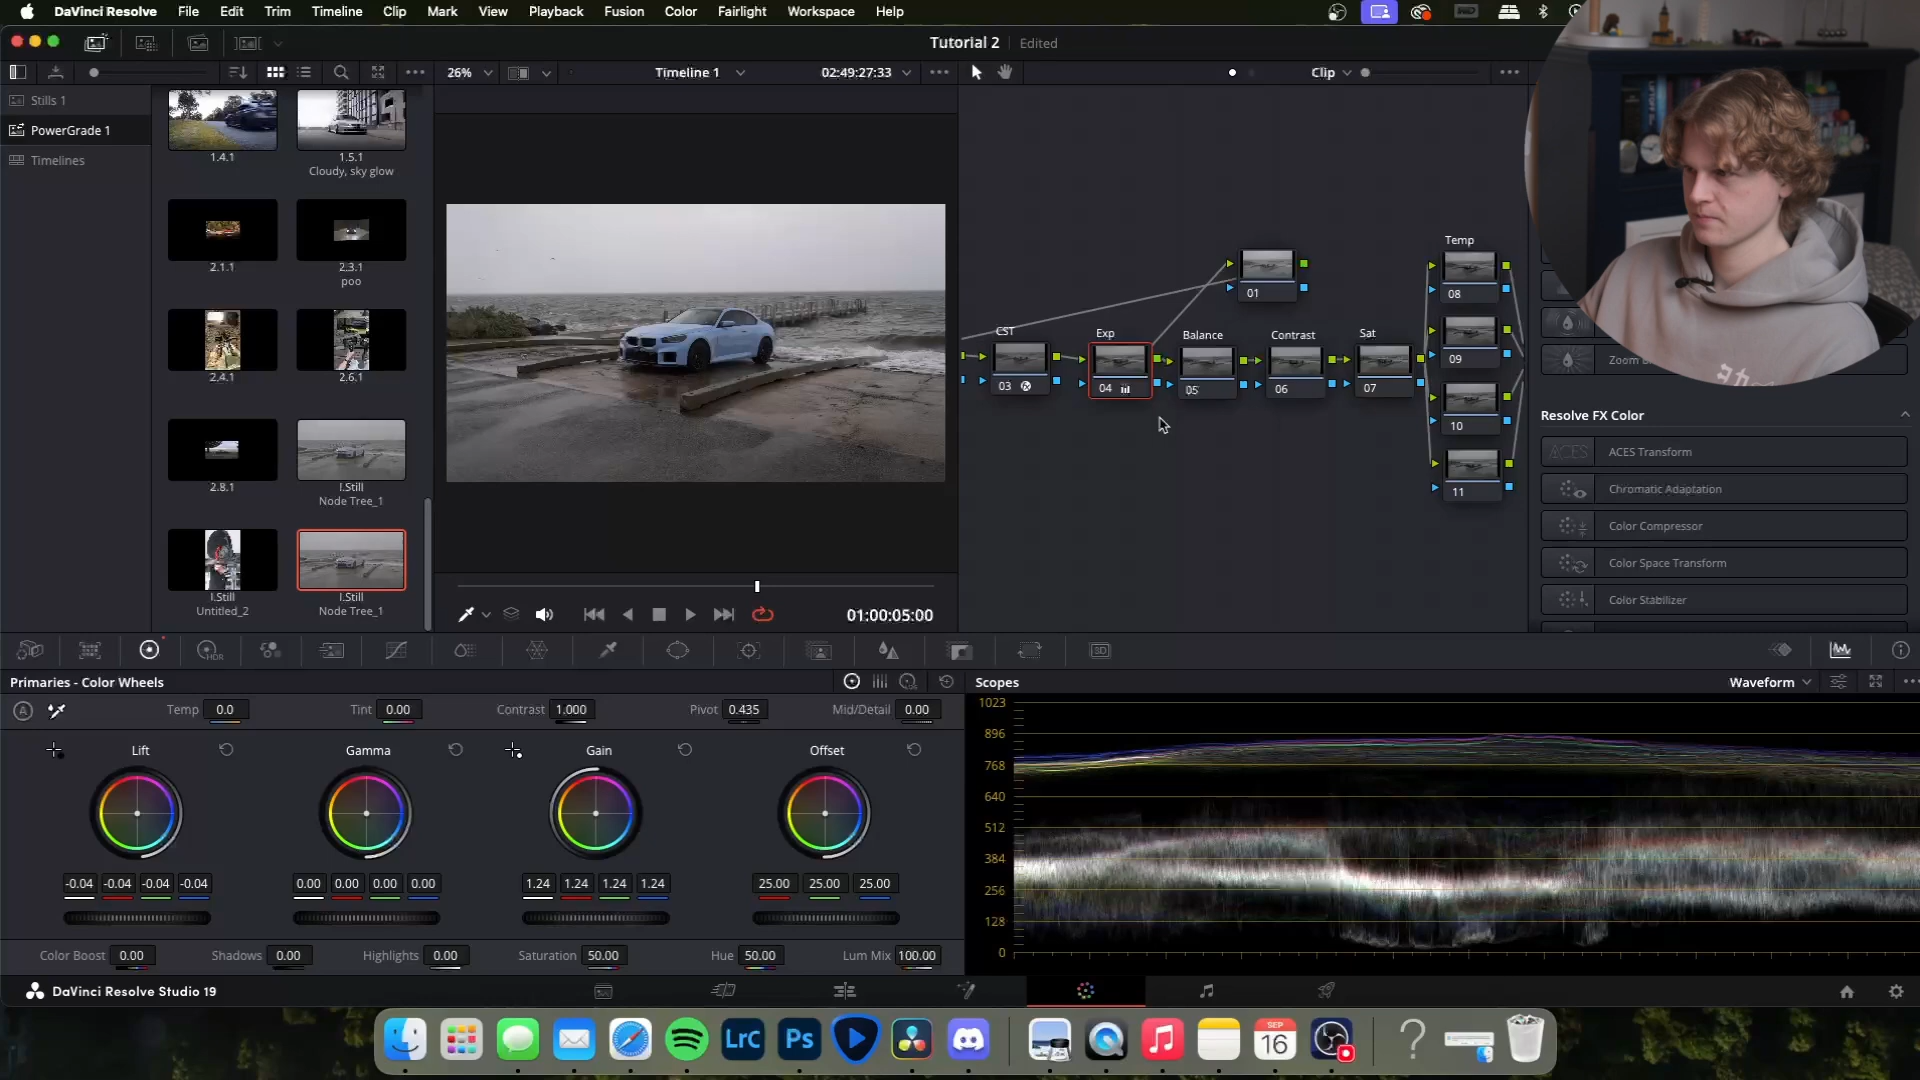 DaVinci Resolve File Edit Trim Timeline Clip Mark View Playback Fusion Color Fairlight Workspace Help
Tutorial 2 Edited
26% Timeline 1 02:49:27:33 Clip
Stills 1
PowerGrade 1
Timelines
1.4.1 1.5.1
Cloudy, sky glow
2.1.1 2.3.1
poo
2.4.1 2.6.1
2.8.1 I.Still
Node Tree_1
I.Still I.Still
Untitled_2 Node Tree_1
01:00:05:00
Temp
01 08
CST Exp Balance Contrast Sat
03 04 05 06 07 09
10
11
Resolve FX Color
ACES Transform
Chromatic Adaptation
Color Compressor
Color Space Transform
Color Stabilizer
HDR
3D
Primaries - Color Wheels
A Temp 0.0 Tint 0.00 Contrast 1.000 Pivot 0.435 Mid/Detail 0.00
Lift Gamma Gain Offset
-0.04 -0.04 -0.04 -0.04 0.00 0.00 0.00 0.00 1.24 1.24 1.24 1.24 25.00 25.00 25.00
Color Boost 0.00 Shadows 0.00 Highlights 0.00 Saturation 50.00 Hue 50.00 Lum Mix 100.00
Scopes Waveform
1023
896
768
640
512
384
256
128
0
DaVinci Resolve Studio 19
LrC Ps SEP 16 ?